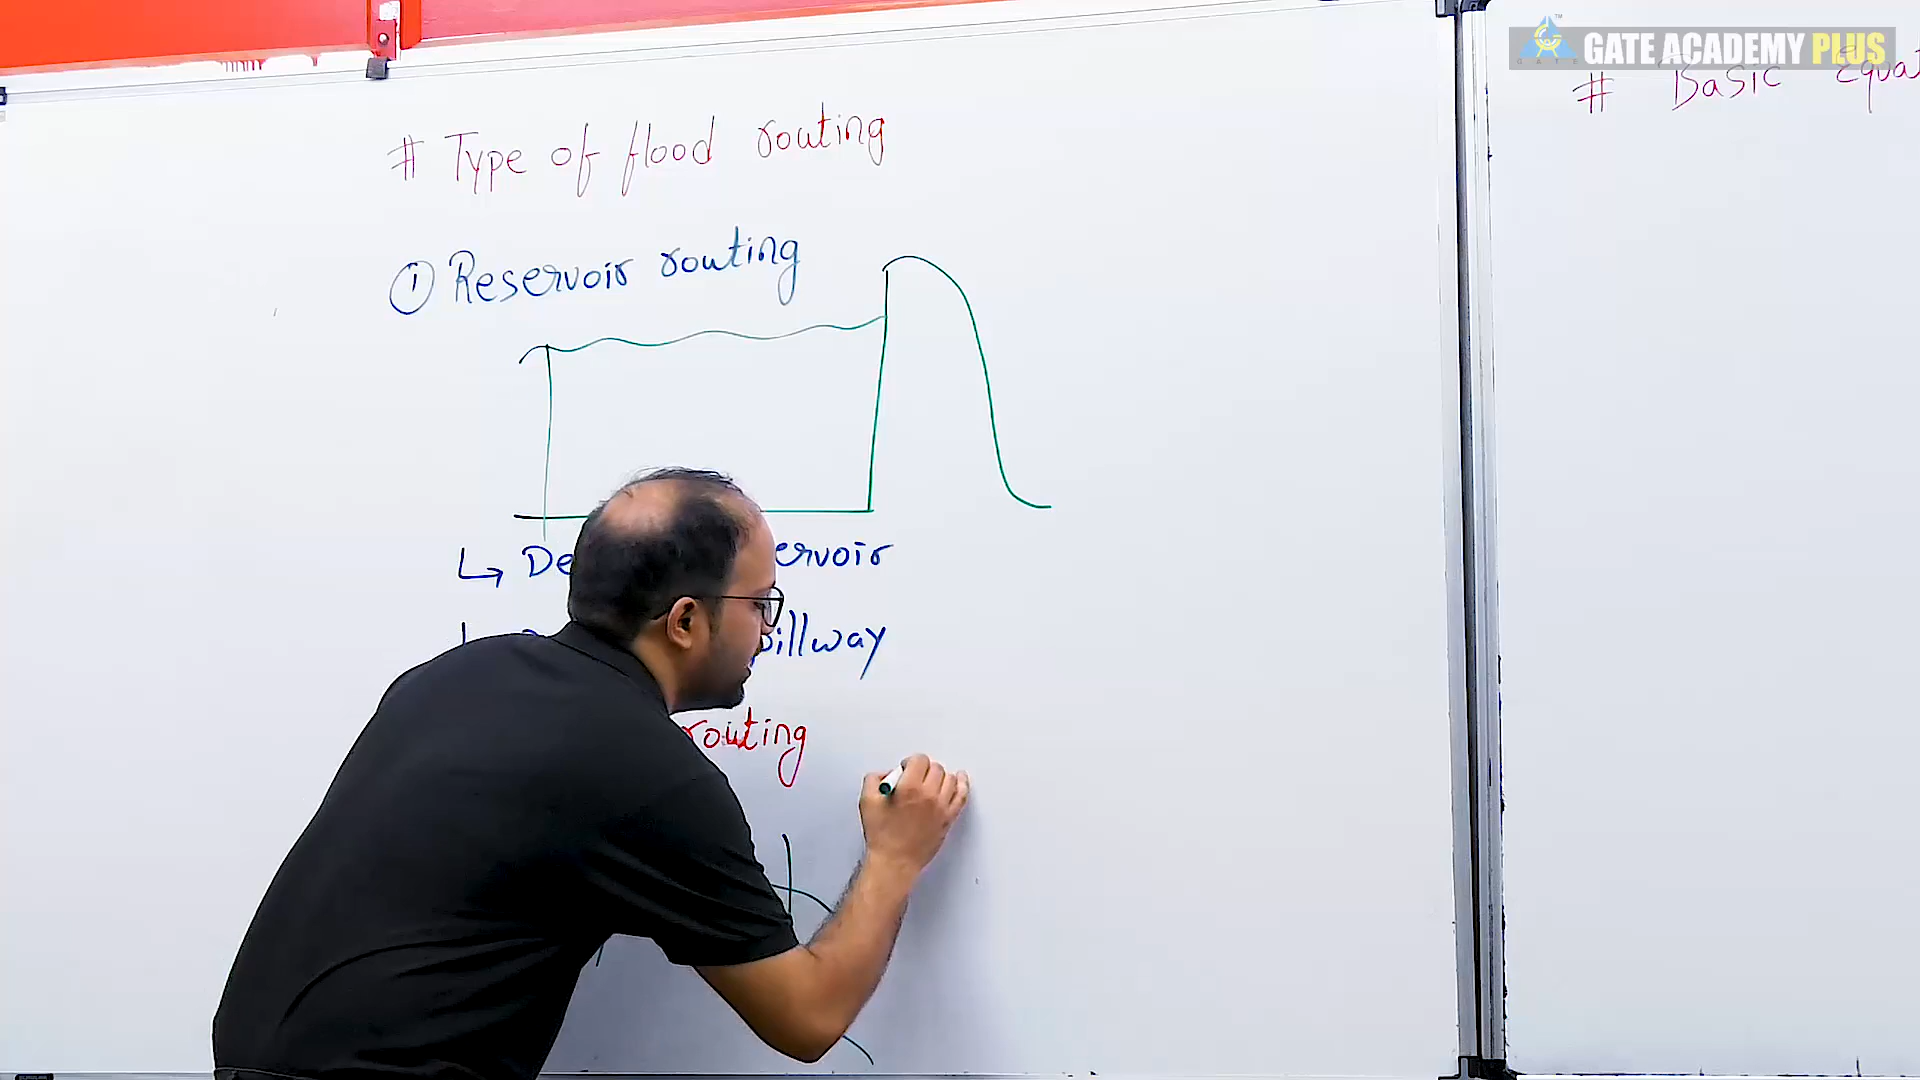 GATE ACADEMY PLUS
# Basic Equat
# Type of flood routing
① Reservoir routing
↳ De ervoir
pillway
routing